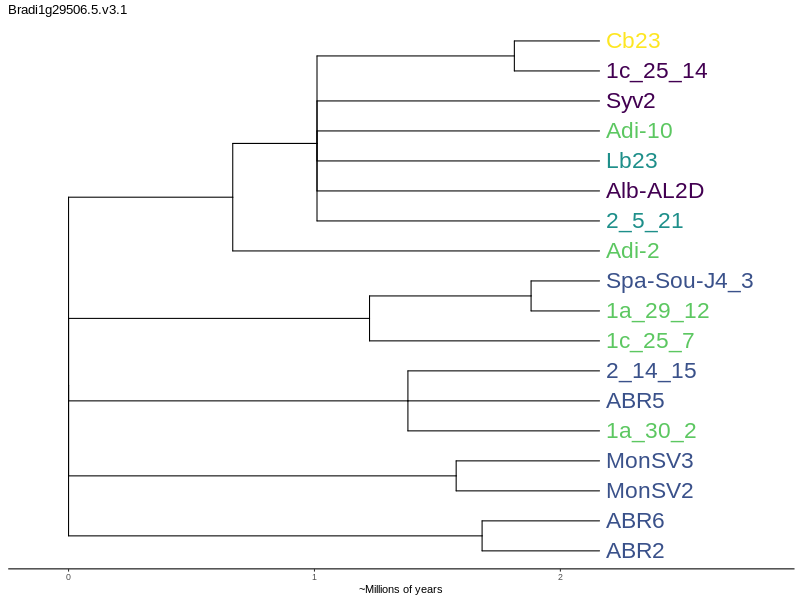 Bradi1g29506.5.v3.1
Cb23
1c_25_14
Syv2
Adi-10
Lb23
Alb-AL2D
2_5_21
Adi-2
Spa-Sou-J4_3
1a_29_12
1c_25_7
2_14_15
ABR5
1a_30_2
MonSV3
MonSV2
ABR6
ABR2
0 1 2
~Millions of years